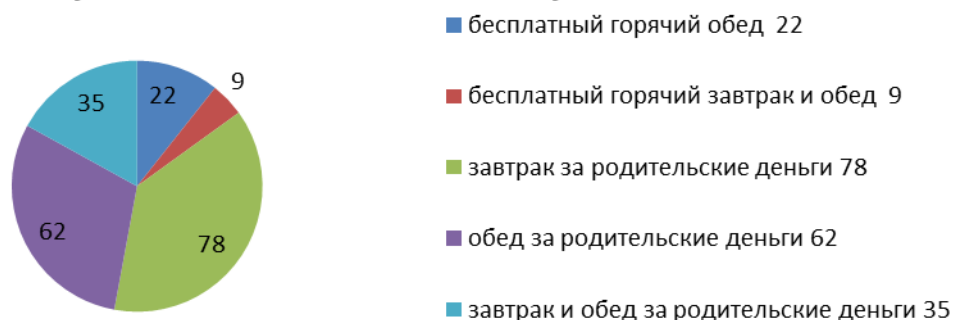 бесплатный горячий обед 22
бесплатный горячий завтрак и обед 9
завтрак за родительские деньги 78
обед за родительские деньги 62
завтрак и обед за родительские деньги 35
35
22
9
62
78